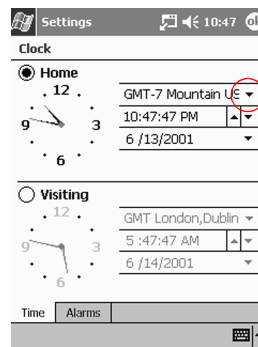 Settings 10:47 ok
Clock
Home
12
9 3
6
GMT-7 Mountain US
10:47:47 PM
6 /13/2001
Visiting
12
9 3
6
GMT London,Dublin
5 :47:47 AM
6 /14/2001
Time Alarms